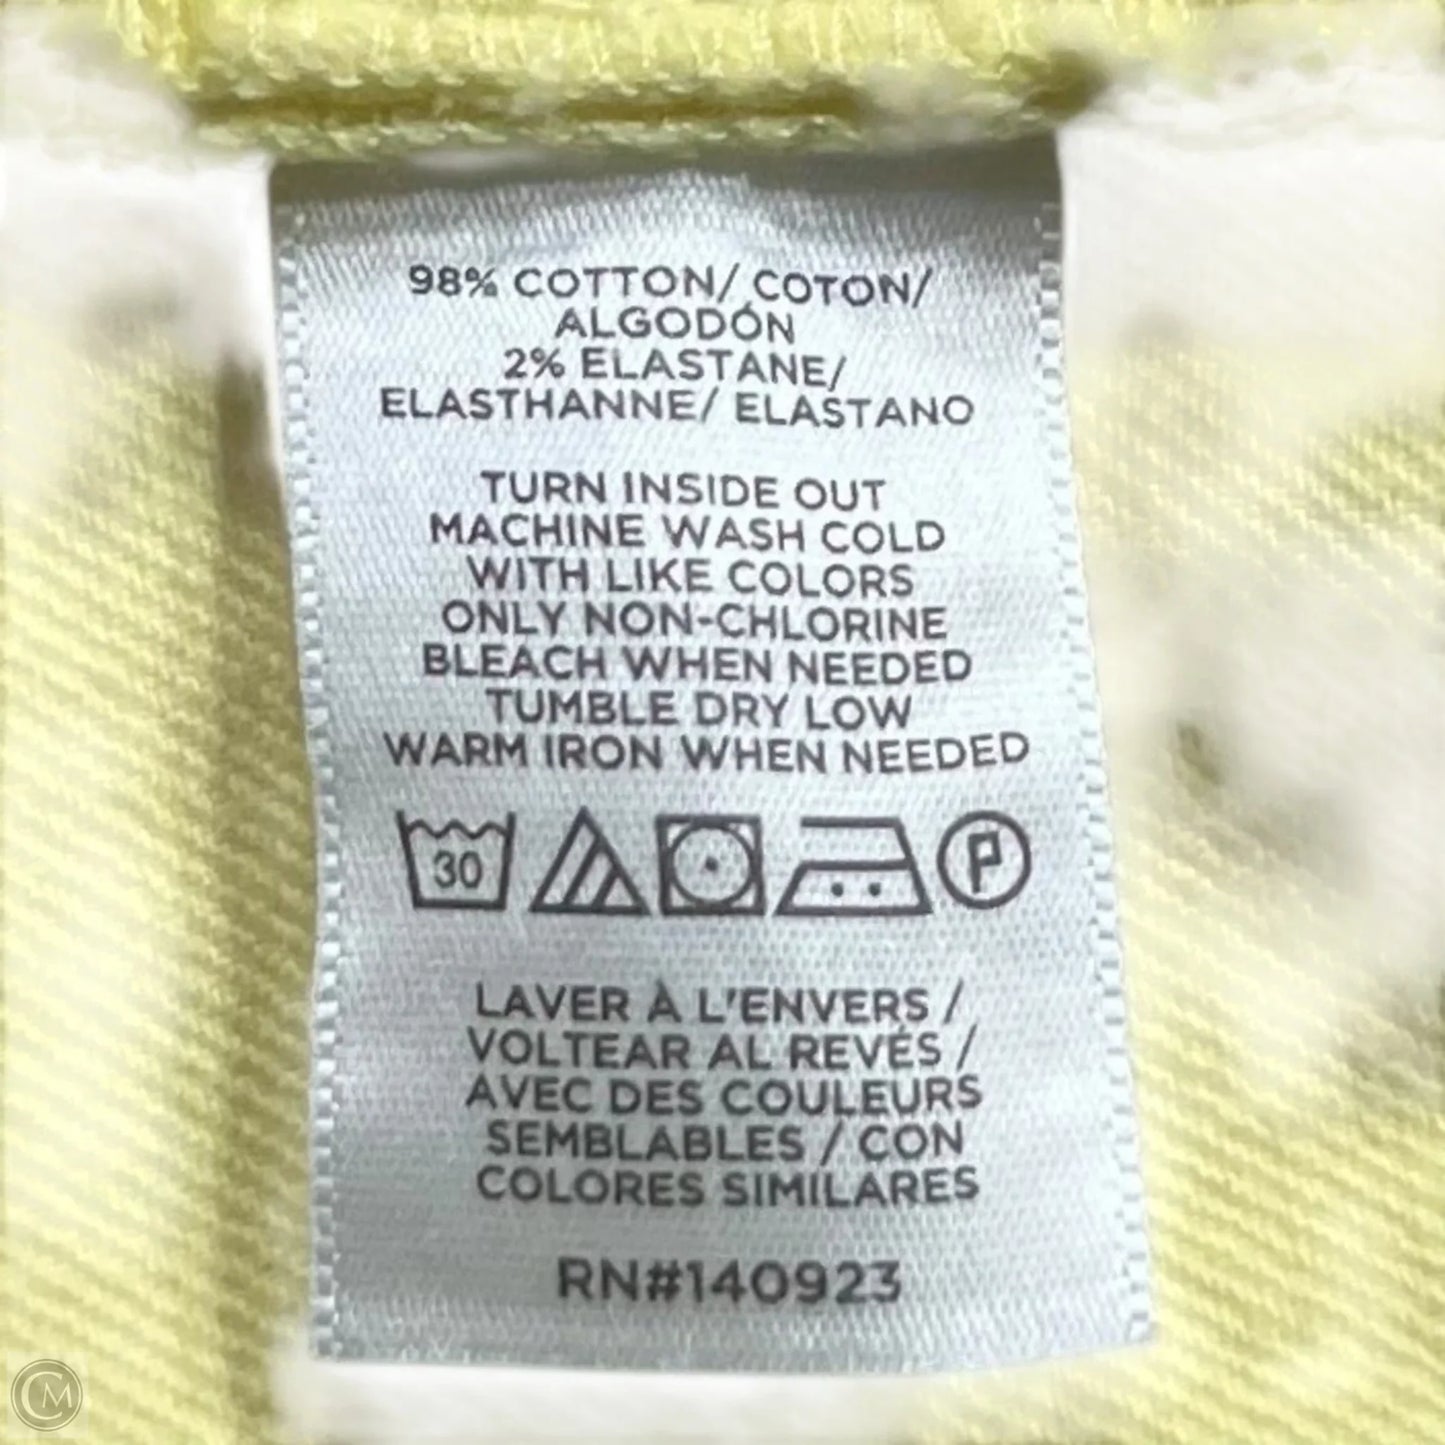 98% COTTON/ COTON/
ALGODÓN
2% ELASTANE/
ELASTHANNE/ ELASTANO
TURN INSIDE OUT
MACHINE WASH COLD
WITH LIKE COLORS
ONLY NON-CHLORINE
BLEACH WHEN NEEDED
TUMBLE DRY LOW
WARM IRON WHEN NEEDED
30 P
LAVER À L'ENVERS /
VOLTEAR AL REVÉS /
AVEC DES COULEURS
SEMBLABLES / CON
COLORES SIMILARES
RN#140923
CM